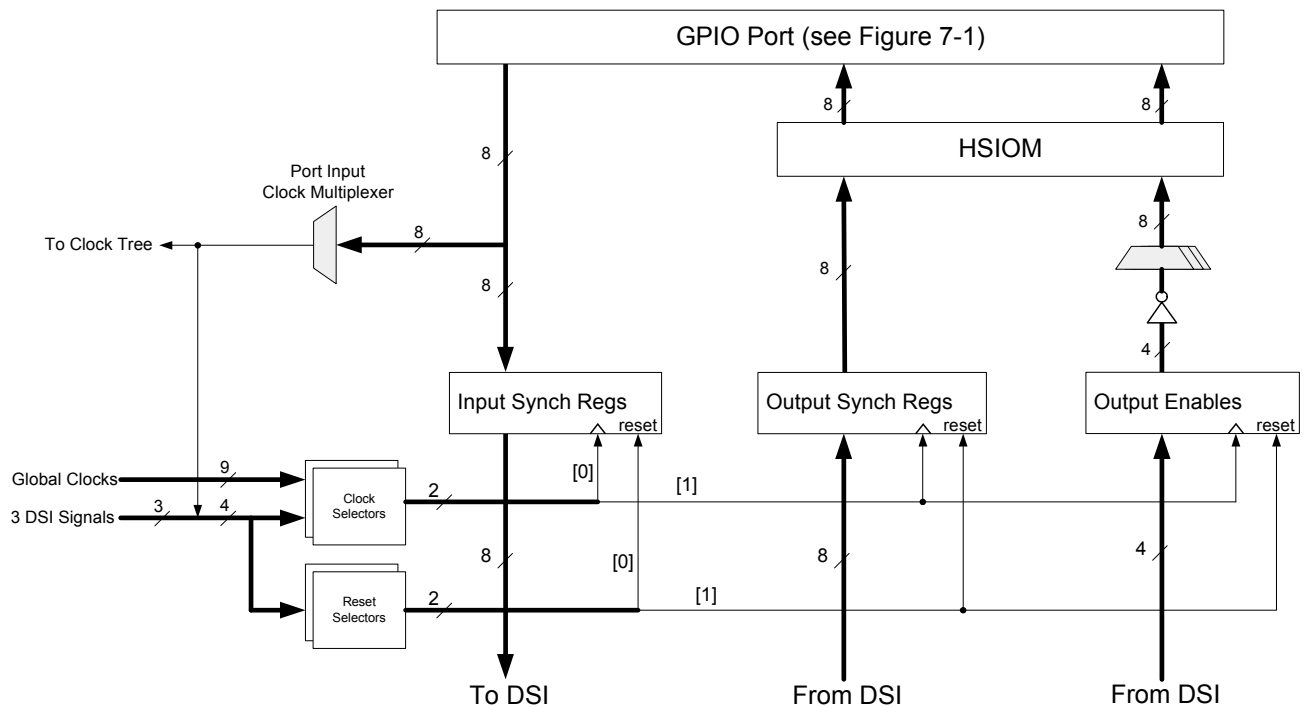 GPIO Port (see Figure 7-1)
8
8
HSIOM
8
Port Input
Clock Multiplexer
8
To Clock Tree
8
8
8
4
Input Synch Regs
reset
Output Synch Regs
reset
Output Enables
reset
Global Clocks
9
[0]
Clock
Selectors
2
[1]
3 DSI Signals
3
4
8
[0]
8
4
Reset
Selectors
2
[1]
To DSI
From DSI
From DSI